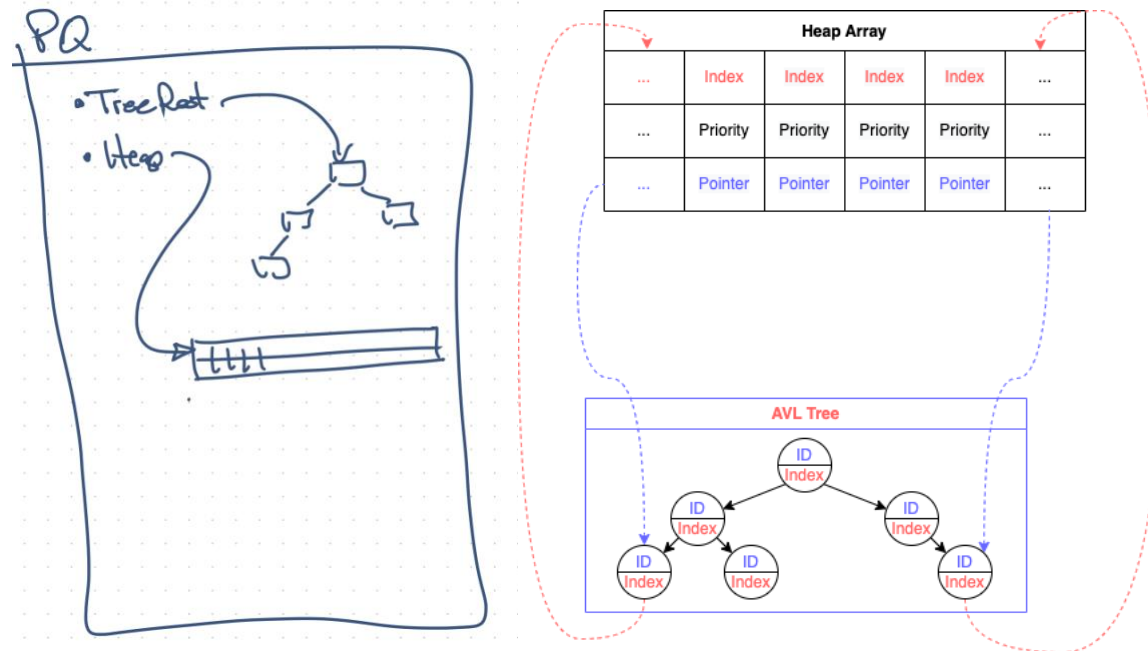 PQ
• TreeRoot
• Heap
Heap Array
... Index Index Index Index ...
... Priority Priority Priority Priority ...
... Pointer Pointer Pointer Pointer ...
AVL Tree
ID
Index
ID ID
Index Index
ID ID ID
Index Index Index